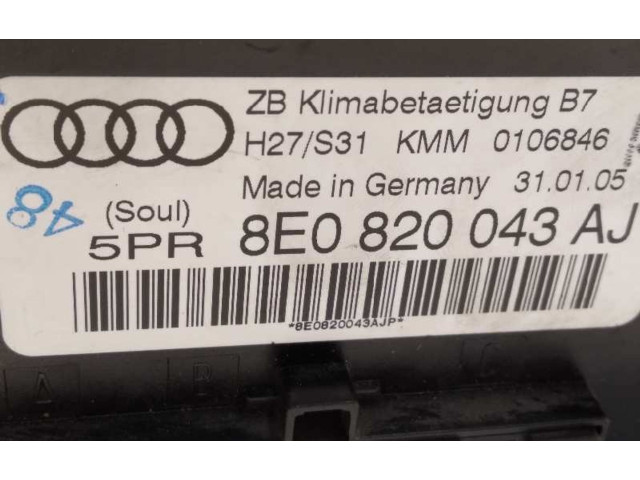 ZB Klimabetaetigung B7
H27/S31 KMM 0106846
Made in Germany 31.01.05
48
(Soul)
5PR 8E0 820 043 AJ
*8E0820043AJP*
A B C